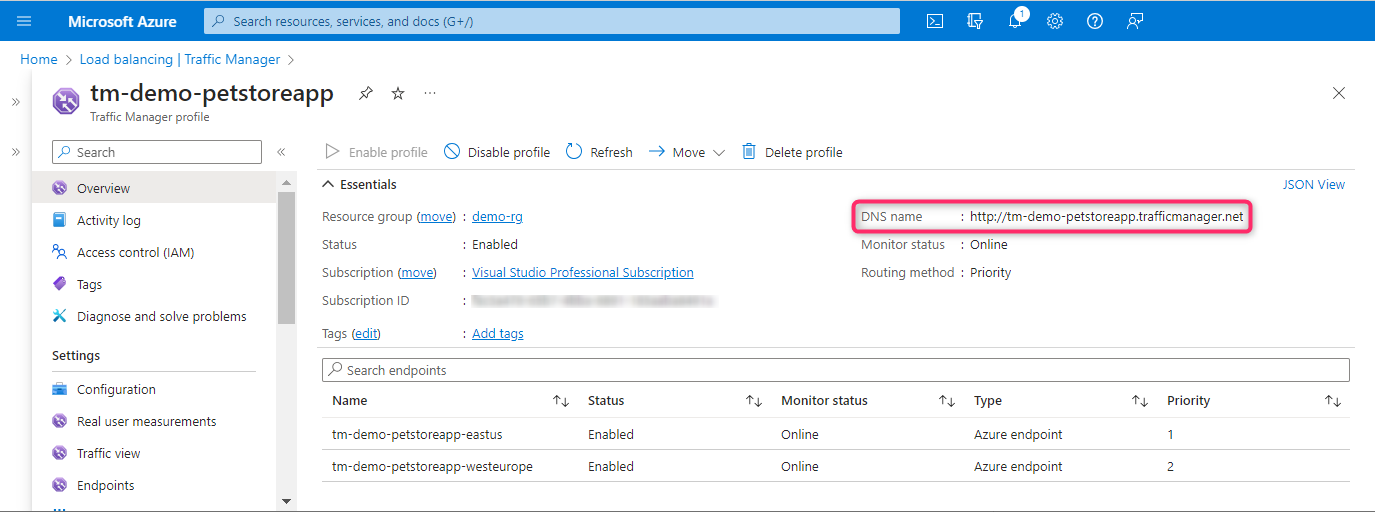 Microsoft Azure
Search resources, services, and docs (G+/)
1
Home > Load balancing | Traffic Manager >
tm-demo-petstoreapp
Traffic Manager profile
Search
Enable profile
Disable profile
Refresh
Move
Delete profile
Overview
Activity log
Access control (IAM)
Tags
Diagnose and solve problems
Settings
Configuration
Real user measurements
Traffic view
Endpoints
Essentials
JSON View
Resource group (move) : demo-rg
Status : Enabled
Subscription (move) : Visual Studio Professional Subscription
Subscription ID :
Tags (edit) : Add tags
DNS name : http://tm-demo-petstoreapp.trafficmanager.net
Monitor status : Online
Routing method : Priority
Search endpoints
Name Status Monitor status Type Priority
tm-demo-petstoreapp-eastus Enabled Online Azure endpoint 1
tm-demo-petstoreapp-westeurope Enabled Online Azure endpoint 2